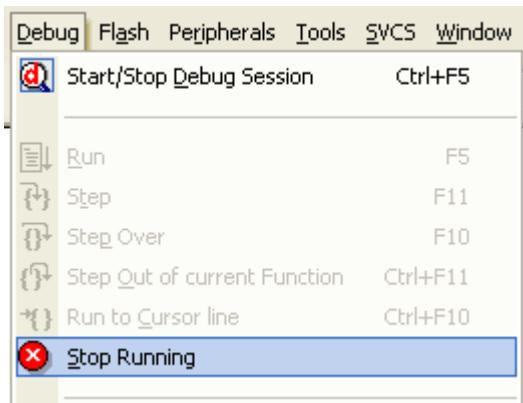 Debug Flash Peripherals Tools SVCS Window
Start/Stop Debug Session Ctrl+F5
Run F5
Step F11
Step Over F10
Step Out of current Function Ctrl+F11
Run to Cursor line Ctrl+F10
Stop Running